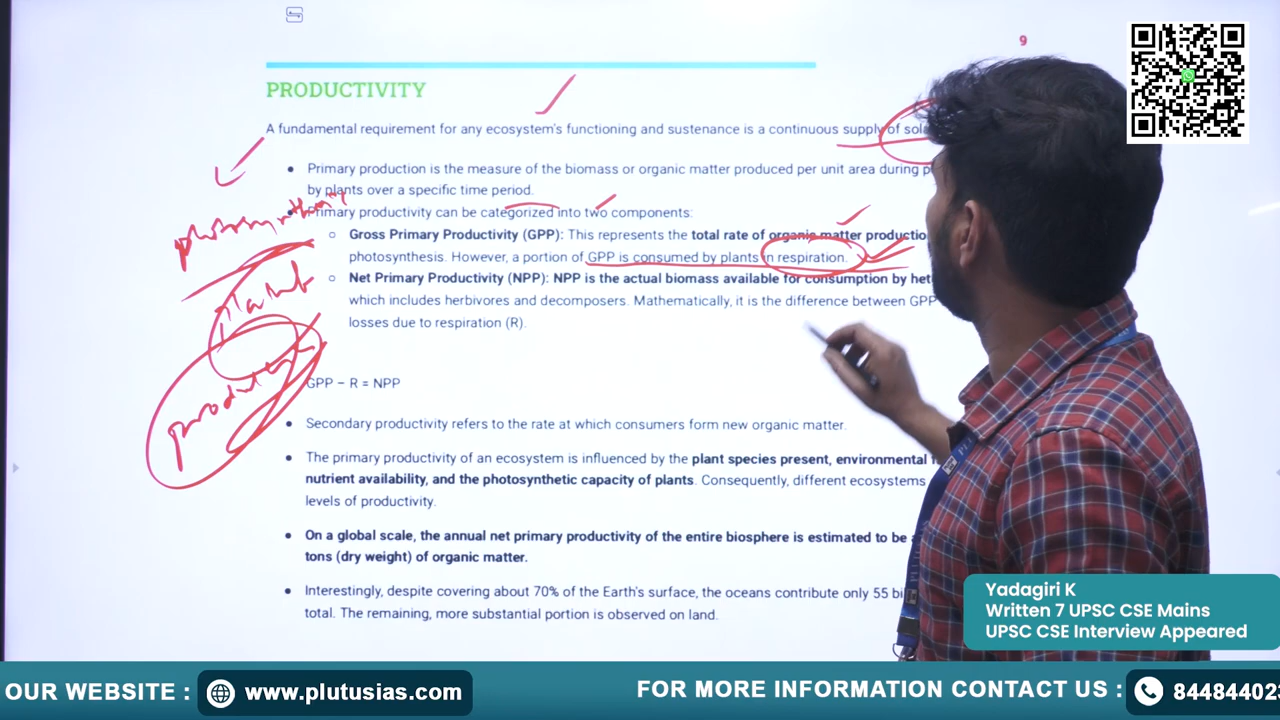 9
PRODUCTIVITY
A fundamental requirement for any ecosystem's functioning and sustenance is a continuous supply of sola
• Primary production is the measure of the biomass or organic matter produced per unit area during p
by plants over a specific time period.
photosynthesis
• Primary productivity can be categorized into two components:
○ Gross Primary Productivity (GPP): This represents the total rate of organic matter productio
photosynthesis. However, a portion of GPP is consumed by plants in respiration.
○ Net Primary Productivity (NPP): NPP is the actual biomass available for consumption by het
which includes herbivores and decomposers. Mathematically, it is the difference between GPP
losses due to respiration (R).
GPP – R = NPP
• Secondary productivity refers to the rate at which consumers form new organic matter.
• The primary productivity of an ecosystem is influenced by the plant species present, environmental
nutrient availability, and the photosynthetic capacity of plants. Consequently, different ecosystems
levels of productivity.
• On a global scale, the annual net primary productivity of the entire biosphere is estimated to be
tons (dry weight) of organic matter.
• Interestingly, despite covering about 70% of the Earth's surface, the oceans contribute only 55 bi
total. The remaining, more substantial portion is observed on land.
Yadagiri K
Written 7 UPSC CSE Mains
UPSC CSE Interview Appeared
OUR WEBSITE : www.plutusias.com
FOR MORE INFORMATION CONTACT US : 844844023